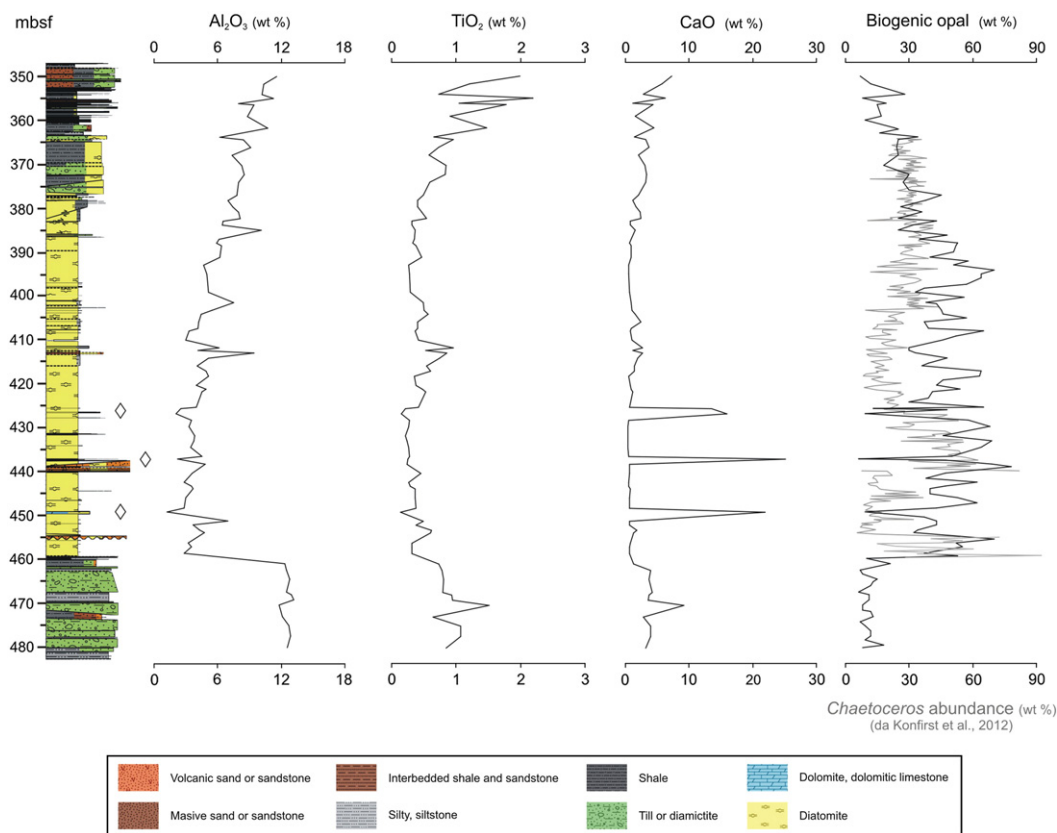 mbsf
Al₂O₃ (wt %)
TiO₂ (wt %)
CaO (wt %)
Biogenic opal (wt %)
0 6 12 18
0 1 2 3
0 10 20 30
0 30 60 90
350
360
370
380
390
400
410
420
430
440
450
460
470
480
0 6 12 18
0 1 2 3
0 10 20 30
0 30 60 90
Chaetoceros abundance (wt %)
(da Konfirst et al., 2012)
Volcanic sand or sandstone
Interbedded shale and sandstone
Shale
Dolomite, dolomitic limestone
Masive sand or sandstone
Silty, siltstone
Till or diamictite
Diatomite